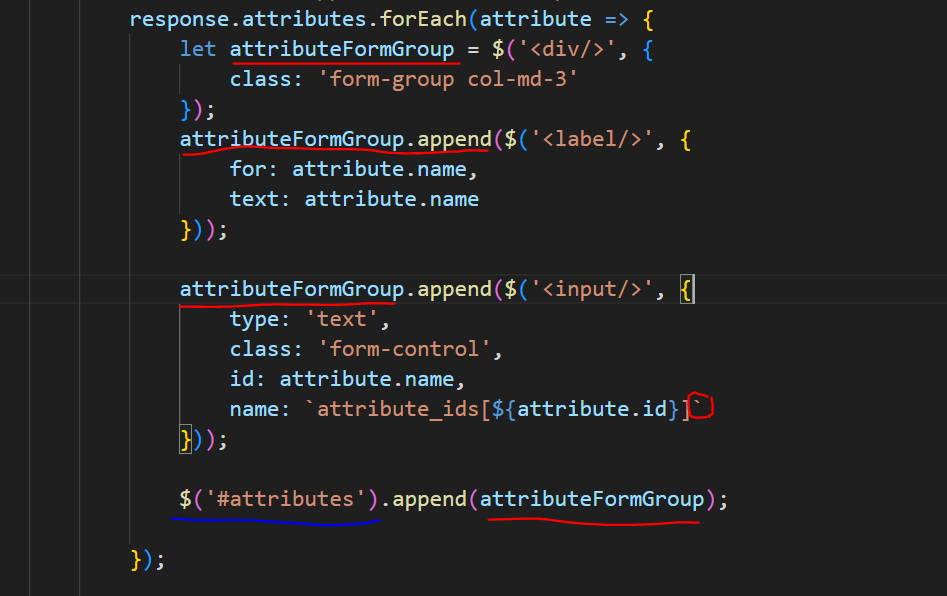 response.attributes.forEach(attribute => {
let attributeFormGroup = $('<div/>', {
class: 'form-group col-md-3'
});
attributeFormGroup.append($('<label/>', {
for: attribute.name,
text: attribute.name
}));
attributeFormGroup.append($('<input/>', {
type: 'text',
class: 'form-control',
id: attribute.name,
name: `attribute_ids[${attribute.id}]`
}));
$('#attributes').append(attributeFormGroup);
});